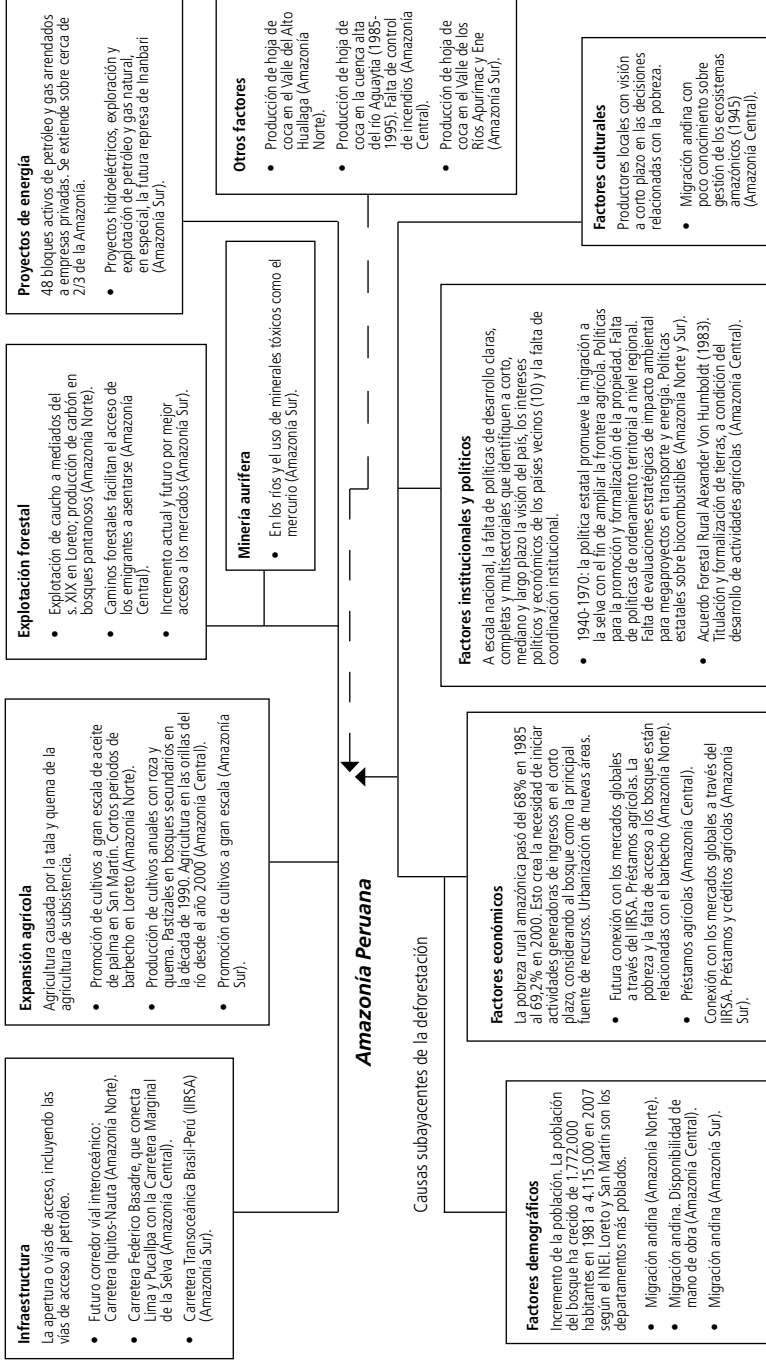 Infraestructura
La apertura o vías de acceso, incluyendo las
vías de acceso al petróleo.
• Futuro corredor vial interoceánico:
Carretera Iquitos-Nauta (Amazonía Norte).
• Carretera Federico Basadre, que conecta
Lima y Pucallpa con la Carretera Marginal
de la Selva (Amazonía Central).
• Carretera Transoceánica Brasil-Perú (IIRSA)
(Amazonía Sur).
Expansión agrícola
Agricultura causada por la tala y quema de la
agricultura de subsistencia.
• Promoción de cultivos a gran escala de aceite
de palma en San Martín. Cortos periodos de
barbecho en Loreto (Amazonía Norte).
• Producción de cultivos anuales con roza y
quema. Pastizales en bosques secundarios en
la década de 1990. Agricultura en las orillas del
río desde el año 2000 (Amazonía Central).
• Promoción de cultivos a gran escala (Amazonía
Sur).
Explotación forestal
• Explotación de caucho a mediados del
s. XIX en Loreto; producción de carbón en
bosques pantanosos (Amazonía Norte).
• Caminos forestales facilitan el acceso de
los emigrantes a asentarse (Amazonía
Central).
• Incremento actual y futuro por mejor
acceso a los mercados (Amazonía Sur).
Proyectos de energía
48 bloques activos de petróleo y gas arrendados
a empresas privadas. Se extiende sobre cerca de
2/3 de la Amazonía.
• Proyectos hidroeléctricos, exploración y
explotación de petróleo y gas natural,
en especial, la futura represa de Inanbari
(Amazonía Sur).
Minería aurífera
• En los ríos y el uso de minerales tóxicos como el
mercurio (Amazonía Sur).
Otros factores
• Producción de hoja de
coca en el Valle del Alto
Huallaga (Amazonía
Norte).
• Producción de hoja de
coca en la cuenca alta
del río Aguaytía (1985-
1995). Falta de control
de incendios (Amazonía
Central).
• Producción de hoja de
coca en el Valle de los
Ríos Apurímac y Ene
(Amazonía Sur).
Amazonía Peruana
Causas subayacentes de la deforestación
Factores demográficos
Incremento de la población. La población
del bosque ha crecido de 1.772.000
habitantes en 1981 a 4.115.000 en 2007
según el INEI. Loreto y San Martín son los
departamentos más poblados.
• Migración andina (Amazonía Norte).
• Migración andina. Disponibilidad de
mano de obra (Amazonía Central).
• Migración andina (Amazonía Sur).
Factores económicos
La pobreza rural amazónica pasó del 68% en 1985
al 69,2% en 2000. Esto crea la necesidad de iniciar
actividades generadoras de ingresos en el corto
plazo, considerando al bosque como la principal
fuente de recursos. Urbanización de nuevas áreas.
• Futura conexión con los mercados globales
a través del IIRSA. Préstamos agrícolas. La
pobreza y la falta de acceso a los bosques están
relacionadas con el barbecho (Amazonía Norte).
• Préstamos agrícolas (Amazonía Central).
Conexión con los mercados globales a través del
IIRSA. Préstamos y créditos agrícolas (Amazonía
Sur).
Factores institucionales y políticos
A escala nacional, la falta de políticas de desarrollo claras,
completas y multisectoriales que identifiquen a corto,
mediano y largo plazo la visión del país, los intereses
políticos y económicos de los países vecinos (10) y la falta de
coordinación institucional.
• 1940-1970: la política estatal promueve la migración a
la selva con el fin de ampliar la frontera agrícola. Políticas
para la promoción y formalización de la propiedad. Falta
de políticas de ordenamiento territorial a nivel regional.
Falta de evaluaciones estratégicas de impacto ambiental
para megaproyectos en transporte y energía. Políticas
estatales sobre biocombustibles (Amazonía Norte y Sur).
• Acuerdo Forestal Rural Alexander Von Humboldt (1983).
Titulación y formalización de tierras, a condición del
desarrollo de actividades agrícolas (Amazonía Central).
Factores culturales
Productores locales con visión
a corto plazo en las decisiones
relacionadas con la pobreza.
• Migración andina con
poco conocimiento sobre
gestión de los ecosistemas
amazónicos (1945)
(Amazonía Central).